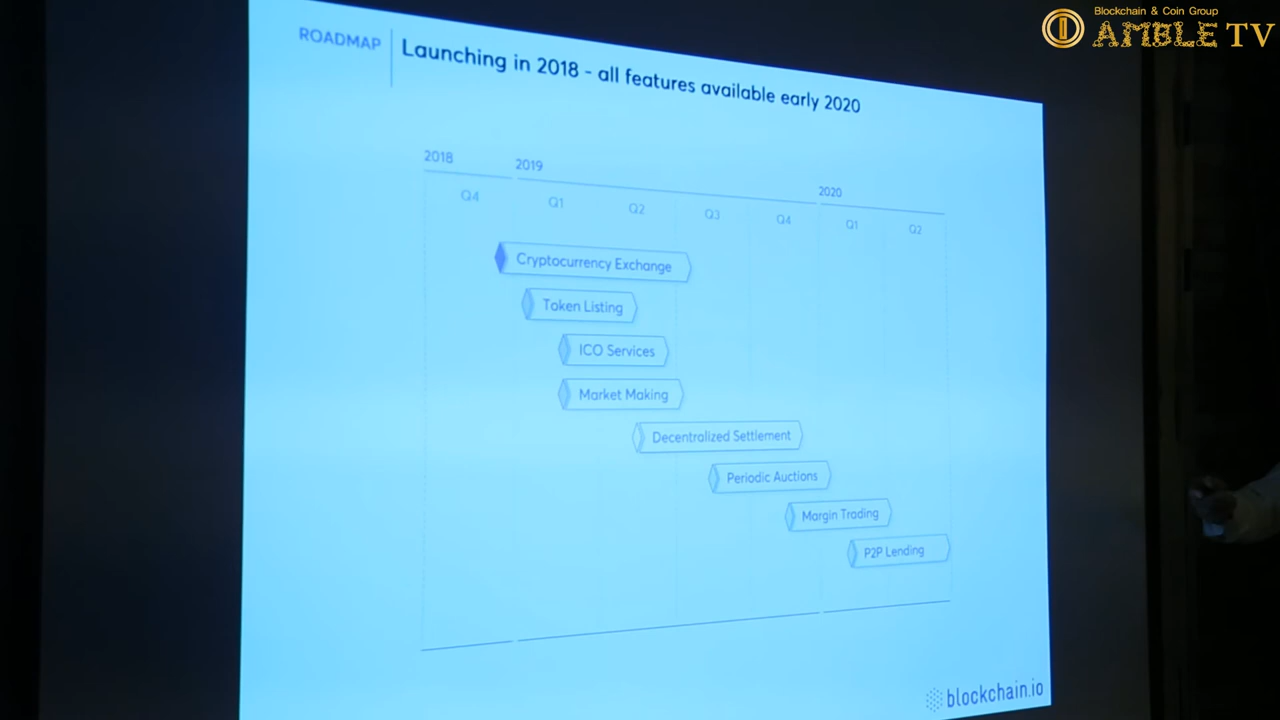 Blockchain & Coin Group
AMBLE TV
ROADMAP
Launching in 2018 - all features available early 2020
2018
2019
2020
Q4
Q1
Q2
Q3
Q4
Q1
Q2
Cryptocurrency Exchange
Token Listing
ICO Services
Market Making
Decentralized Settlement
Periodic Auctions
Margin Trading
P2P Lending
blockchain.io